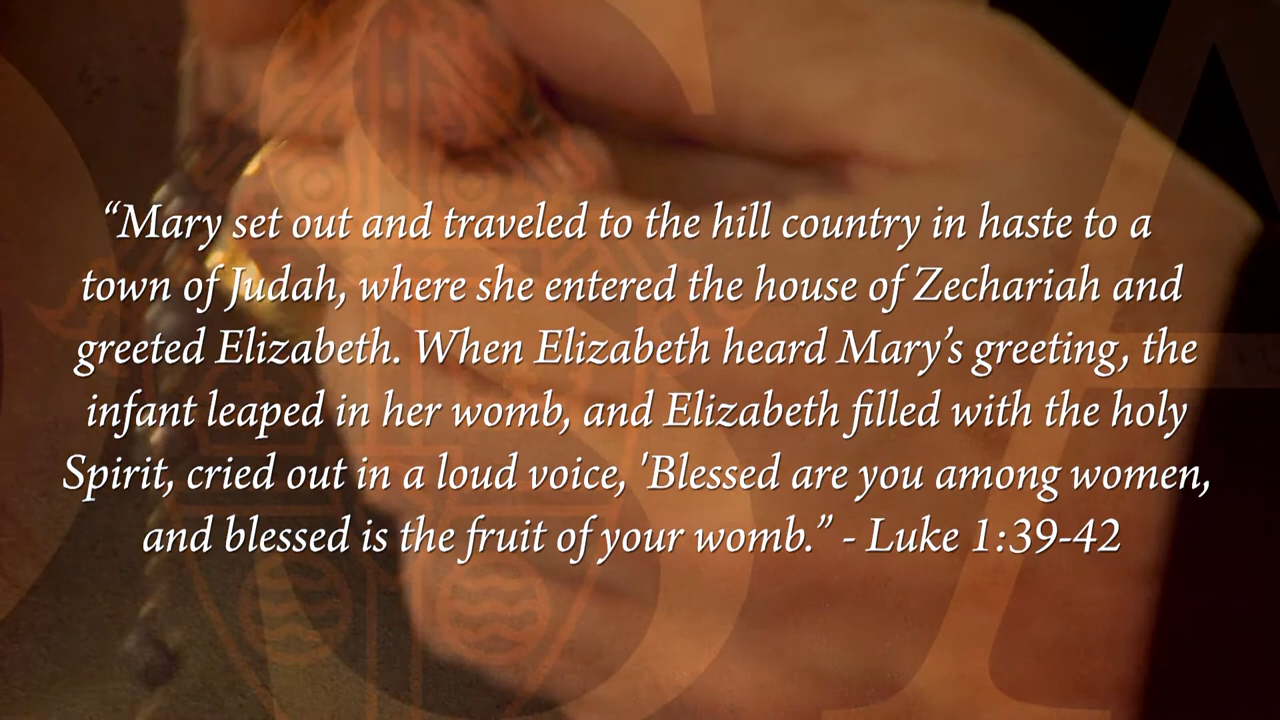 “Mary set out and traveled to the hill country in haste to a
town of Judah, where she entered the house of Zechariah and
greeted Elizabeth. When Elizabeth heard Mary’s greeting, the
infant leaped in her womb, and Elizabeth filled with the holy
Spirit, cried out in a loud voice, 'Blessed are you among women,
and blessed is the fruit of your womb.” - Luke 1:39-42